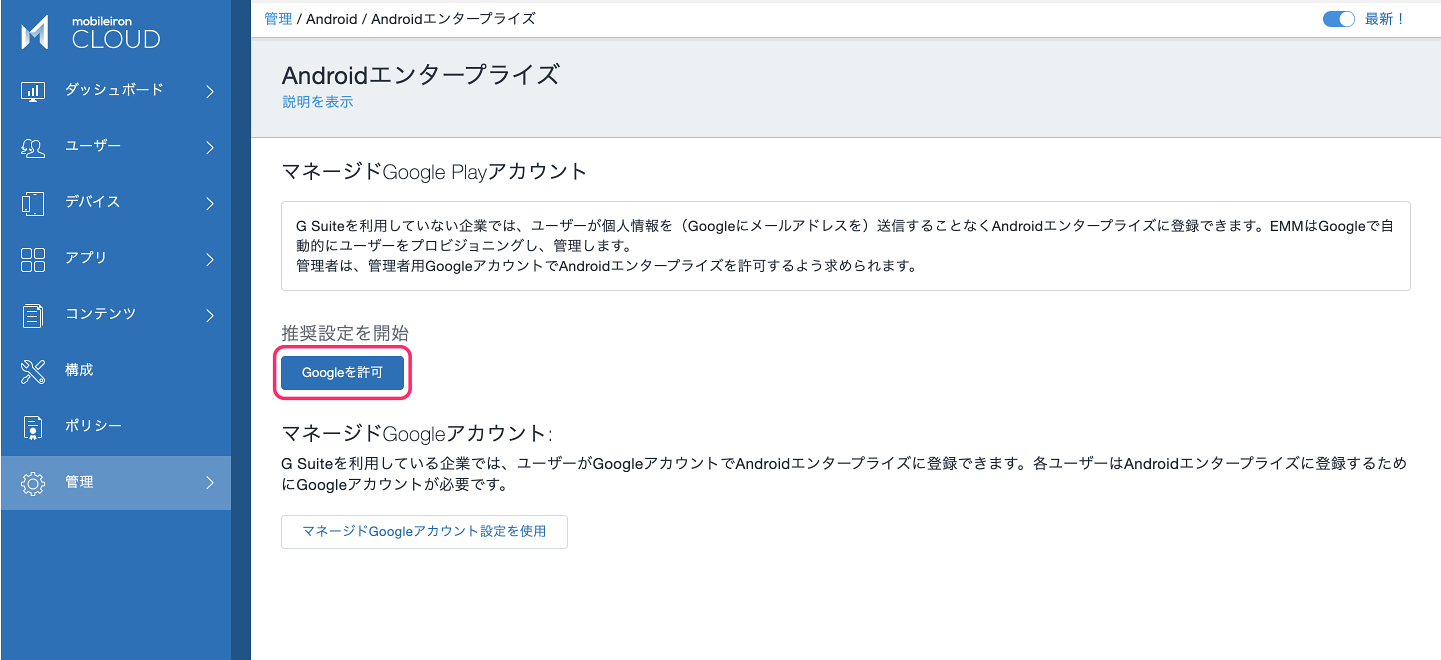 mobileiron
CLOUD
ダッシュボード
ユーザー
デバイス
アプリ
コンテンツ
構成
ポリシー
管理
管理 / Android / Androidエンタープライズ
最新！
Androidエンタープライズ
説明を表示
マネージドGoogle Playアカウント
G Suiteを利用していない企業では、ユーザーが個人情報を（Googleにメールアドレスを）送信することなくAndroidエンタープライズに登録できます。EMMはGoogleで自
動的にユーザーをプロビジョニングし、管理します。
管理者は、管理者用GoogleアカウントでAndroidエンタープライズを許可するよう求められます。
推奨設定を開始
Googleを許可
マネージドGoogleアカウント:
G Suiteを利用している企業では、ユーザーがGoogleアカウントでAndroidエンタープライズに登録できます。各ユーザーはAndroidエンタープライズに登録するため
にGoogleアカウントが必要です。
マネージドGoogleアカウント設定を使用